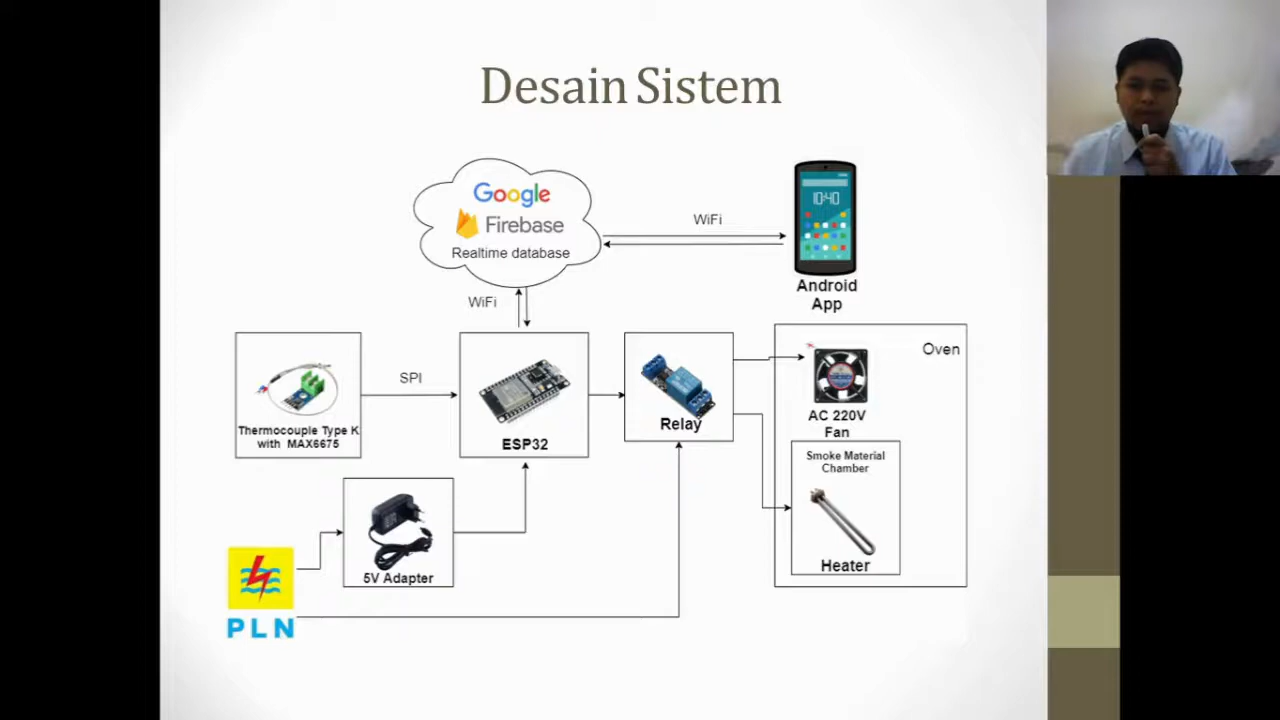 Desain Sistem
Google
Firebase
Realtime database
WiFi
10:40
Android
App
WiFi
Thermocouple Type K
with MAX6675
SPI
ESP32
Relay
Oven
AC 220V
Fan
Smoke Material
Chamber
Heater
5V Adapter
PLN